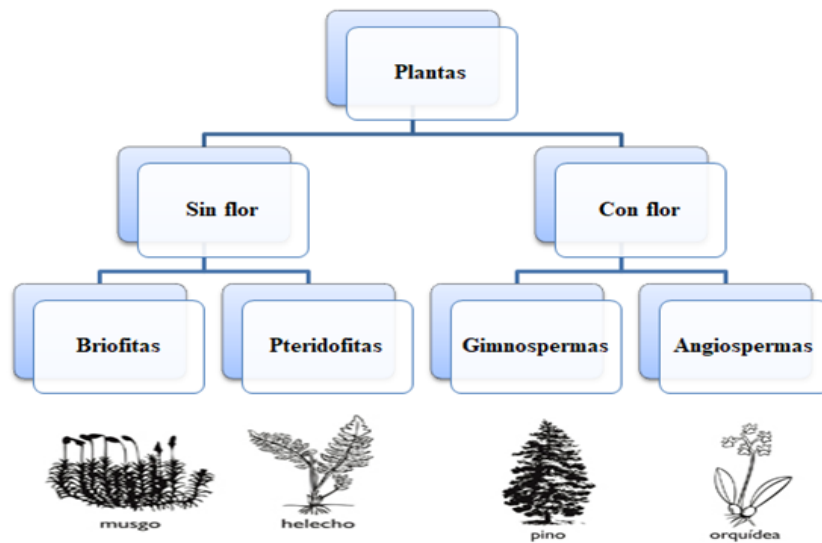 Plantas
Sin flor
Con flor
Briofitas
Pteridofitas
Gimnospermas
Angiospermas
musgo
helecho
pino
orquídea